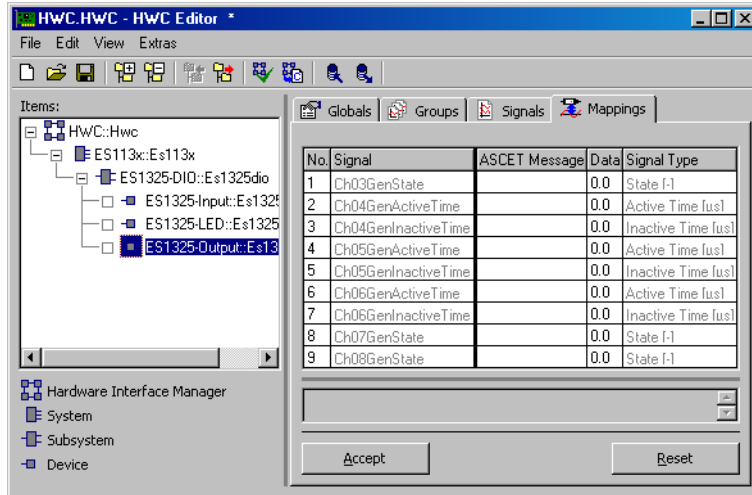 HWC.HWC - HWC Editor *
File Edit View Extras
Items:
HWC::Hwc
ES113x::Es113x
ES1325-DIO::Es1325dio
ES1325-Input::Es1325
ES1325-LED::Es1325
ES1325-Output::Es13
Hardware Interface Manager
System
Subsystem
Device
Globals Groups Signals Mappings
No. Signal ASCET Message Data Signal Type
1 Ch03GenState 0.0 State [-]
2 Ch04GenActiveTime 0.0 Active Time [us]
3 Ch04GenInactiveTime 0.0 Inactive Time [us]
4 Ch05GenActiveTime 0.0 Active Time [us]
5 Ch05GenInactiveTime 0.0 Inactive Time [us]
6 Ch06GenActiveTime 0.0 Active Time [us]
7 Ch06GenInactiveTime 0.0 Inactive Time [us]
8 Ch07GenState 0.0 State [-]
9 Ch08GenState 0.0 State [-]
Accept Reset